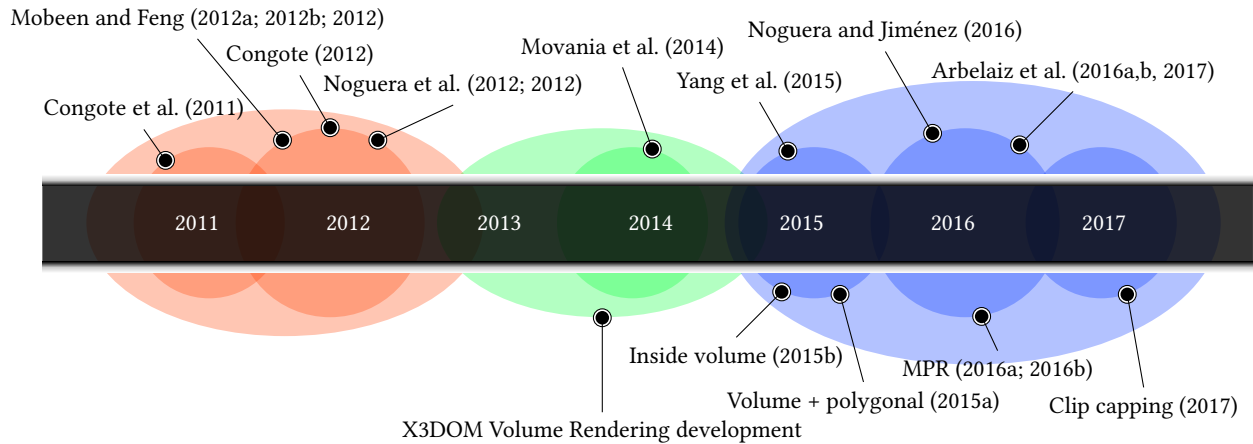 Mobeen and Feng (2012a; 2012b; 2012)
Congote (2012)
Noguera et al. (2012; 2012)
Congote et al. (2011)
Movania et al. (2014)
Noguera and Jiménez (2016)
Yang et al. (2015)
Arbelaiz et al. (2016a,b, 2017)
2011 2012 2013 2014 2015 2016 2017
Inside volume (2015b)
MPR (2016a; 2016b)
Volume + polygonal (2015a)
Clip capping (2017)
X3DOM Volume Rendering development